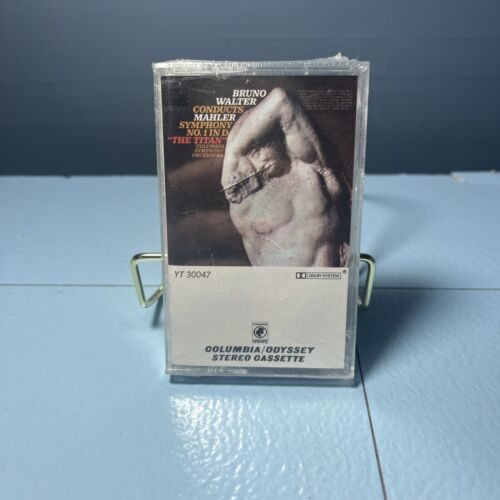 BRUNO
WALTER
CONDUCTS
MAHLER
SYMPHONY
NO. 1 IN D
"THE TITAN"
COLUMBIA
SYMPHONY
ORCHESTRA
YT 30047
DOLBY SYSTEM
®
Odyssey
COLUMBIA/ODYSSEY
STEREO CASSETTE